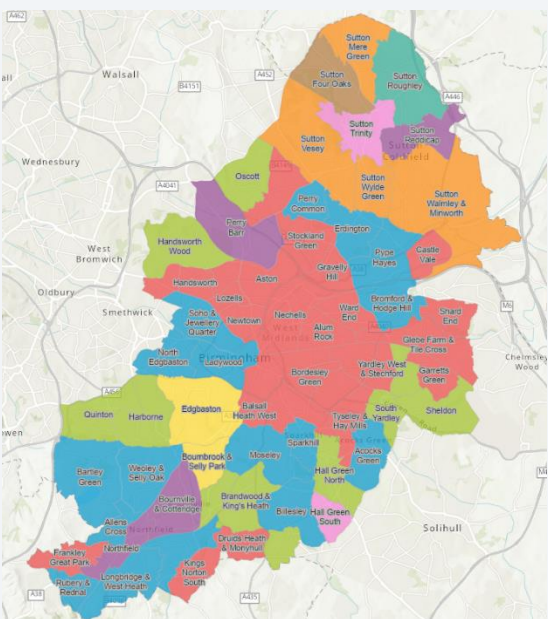 A462
Sutton
Mere
Green
Walsall
all
B4151
A452
Sutton
Four Oaks
Sutton
Roughley
A446
Sutton
Trinity
Sutton
Reddicap
Sutton
Vesey
Wednesbury
Oscott
A4041
Sutton
Wylde
Green
Sutton
Walmley &
Minworth
Perry
Common
Perry
Barr
Erdington
Stockland
Green
Handsworth
Wood
West
Bromwich
Pype
Hayes
Castle
Vale
Gravelly
Hill
Aston
Handsworth
Oldbury
Lozells
Bromford &
Hodge Hill
M6
Smethwick
Soho &
Jewellery
Quarter
Newtown
Nechells
Ward
End
Shard
End
Alum
Rock
West
Midlands
Glebe Farm &
Tile Cross
North
Edgbaston
Birmingham
Ladywood
Chelmsley
Wood
Yardley West
& Stechford
Garretts
Green
Bordesley
Green
Edgbaston
Quinton
Harborne
Balsall
Heath West
Tyseley &
Hay Mills
South
Yardley
Sheldon
owen
Sparkhill
Acocks
Green
Moseley
Bournbrook &
Selly Park
Weoley &
Selly Oak
Bartley
Green
Hall Green
North
Brandwood &
King's Heath
Bournville
& Cotteridge
Billesley
Hall Green
South
Allens
Cross
Northfield
Solihull
Druids Heath
& Monyhull
Frankley
Great Park
Northfield
Kings
Norton
South
Longbridge &
West Heath
Rubery &
Rednal
A38
A435